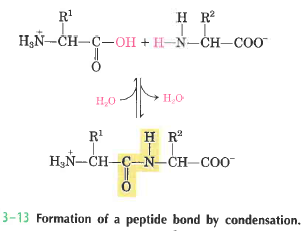 R¹ H R²
H₃N⁺—CH—C—OH + H—N—CH—COO⁻
O
H₂O H₂O
R¹ H R²
H₃N⁺—CH—C—N—CH—COO⁻
O
3–13 Formation of a peptide bond by condensation.